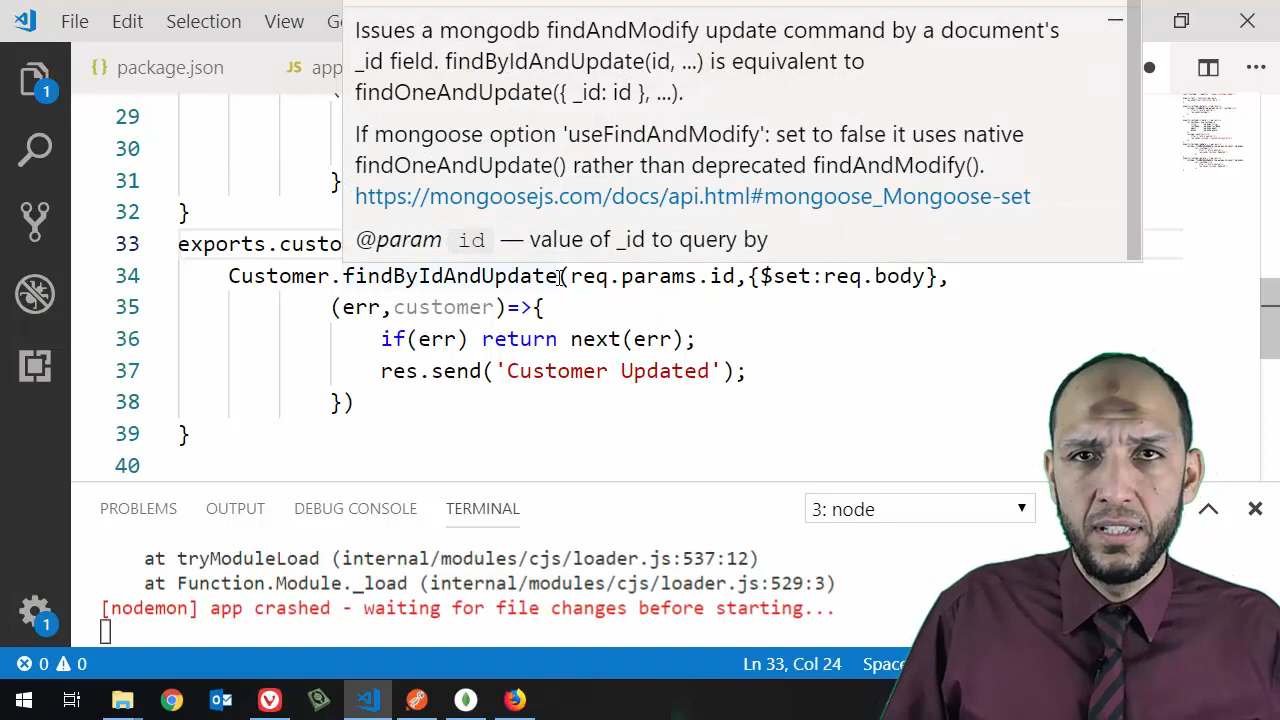 File Edit Selection View
Issues a mongodb findAndModify update command by a document's
_id field. findByIdAndUpdate(id, ...) is equivalent to
findOneAndUpdate({ _id: id }, ...).
If mongoose option 'useFindAndModify': set to false it uses native
findOneAndUpdate() rather than deprecated findAndModify().
https://mongoosejs.com/docs/api.html#mongoose_Mongoose-set
@param id — value of _id to query by
{} package.json JS app
1
29
30
31 }
32 }
33 exports.custo
34 Customer.findByIdAndUpdate(req.params.id,{$set:req.body},
35 (err,customer)=>{
36 if(err) return next(err);
37 res.send('Customer Updated');
38 })
39 }
40
PROBLEMS OUTPUT DEBUG CONSOLE TERMINAL 3: node
at tryModuleLoad (internal/modules/cjs/loader.js:537:12)
at Function.Module._load (internal/modules/cjs/loader.js:529:3)
[nodemon] app crashed - waiting for file changes before starting...
1
0 0 Ln 33, Col 24 Space